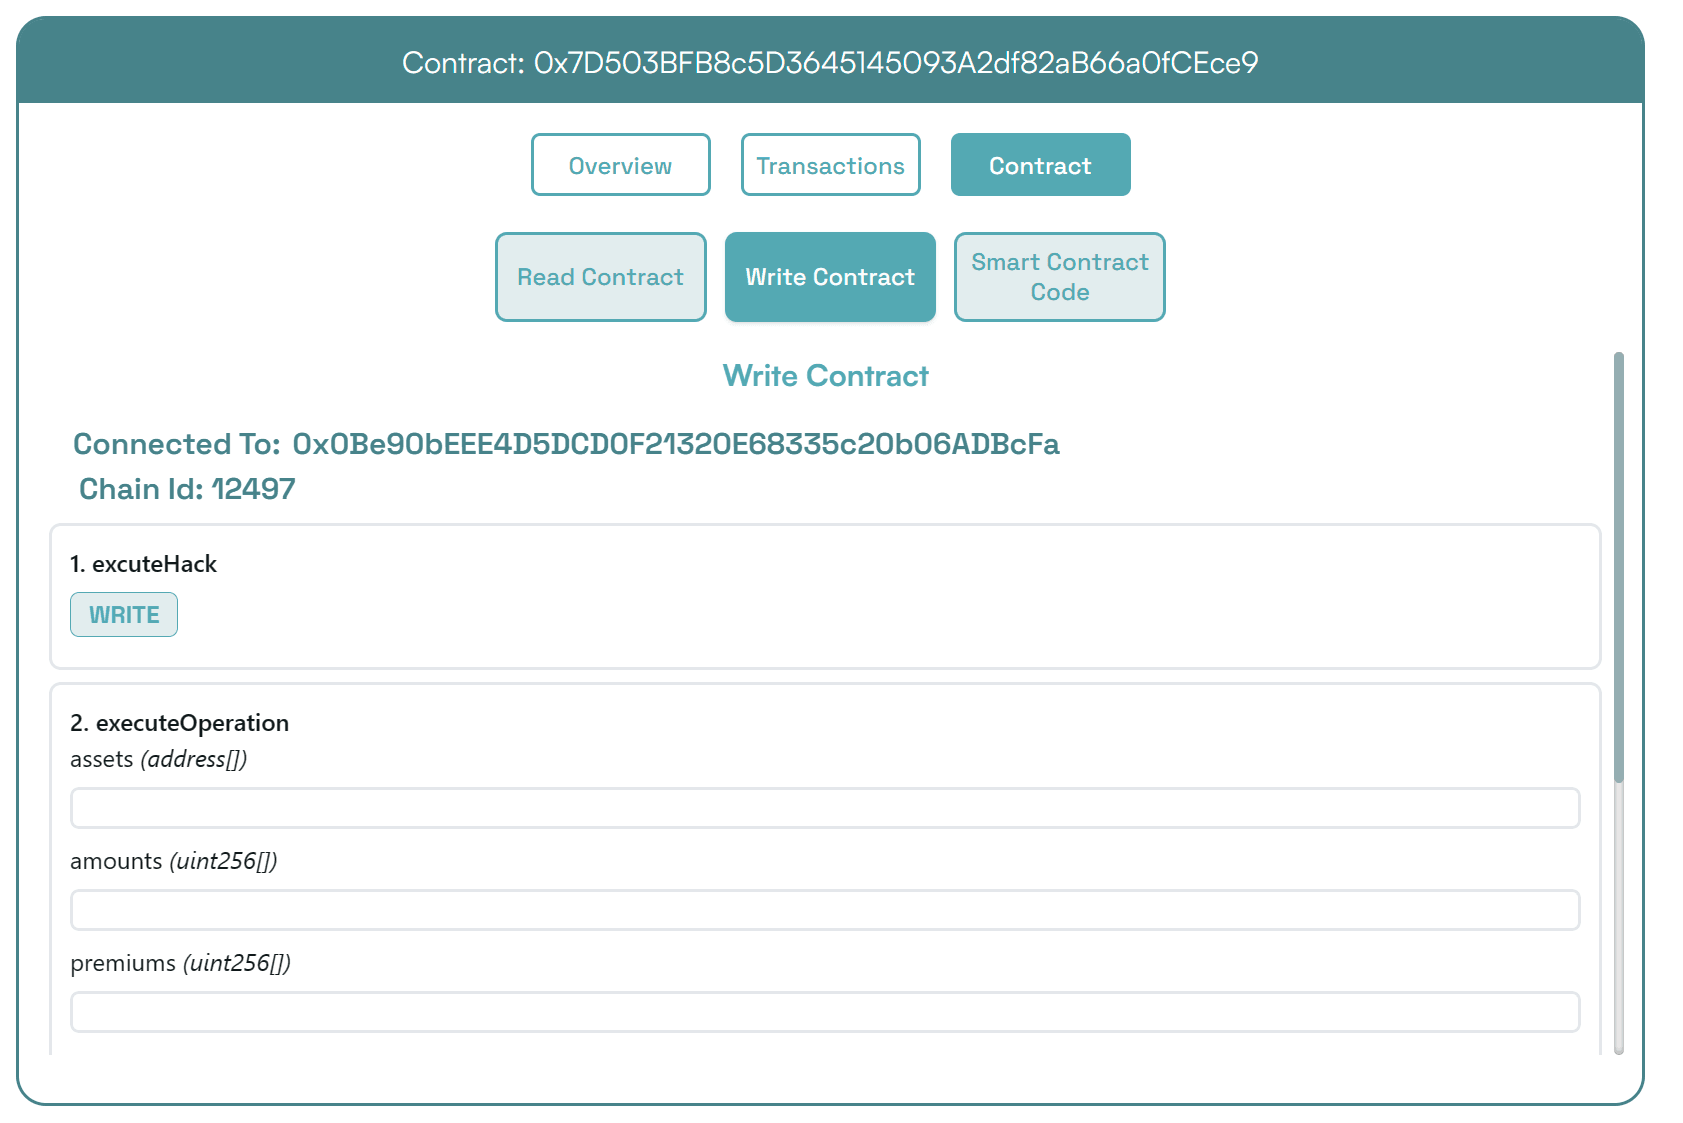 Contract: 0x7D503BFB8c5D3645145093A2df82aB66a0fCEce9
Overview
Transactions
Contract
Read Contract
Write Contract
Smart Contract
Code
Write Contract
Connected To: 0x0Be90bEEE4D5DCD0F21320E68335c20b06ADBcFa
Chain Id: 12497
1. excuteHack
WRITE
2. executeOperation
assets (address[])
amounts (uint256[])
premiums (uint256[])